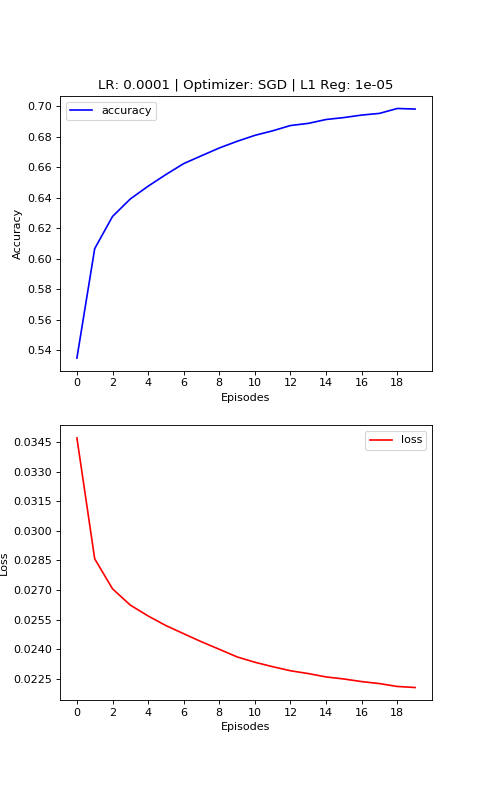 LR: 0.0001 | Optimizer: SGD | L1 Reg: 1e-05
accuracy
0.70
0.68
0.66
0.64
0.62
0.60
0.58
0.56
0.54
Accuracy
0 2 4 6 8 10 12 14 16 18
Episodes
loss
0.0345
0.0330
0.0315
0.0300
0.0285
0.0270
0.0255
0.0240
0.0225
Loss
0 2 4 6 8 10 12 14 16 18
Episodes